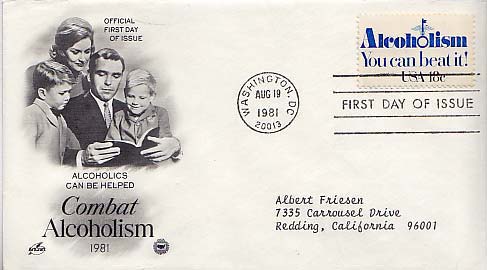 OFFICIAL
FIRST DAY
OF ISSUE
Alcoholism
You can beat it!
USA 18c
WASHINGTON, DC
AUG 19
1981
20013
FIRST DAY OF ISSUE
ALCOHOLICS
CAN BE HELPED
Combat
Alcoholism
1981
Albert Friesen
7335 Carrousel Drive
Redding, California 96001